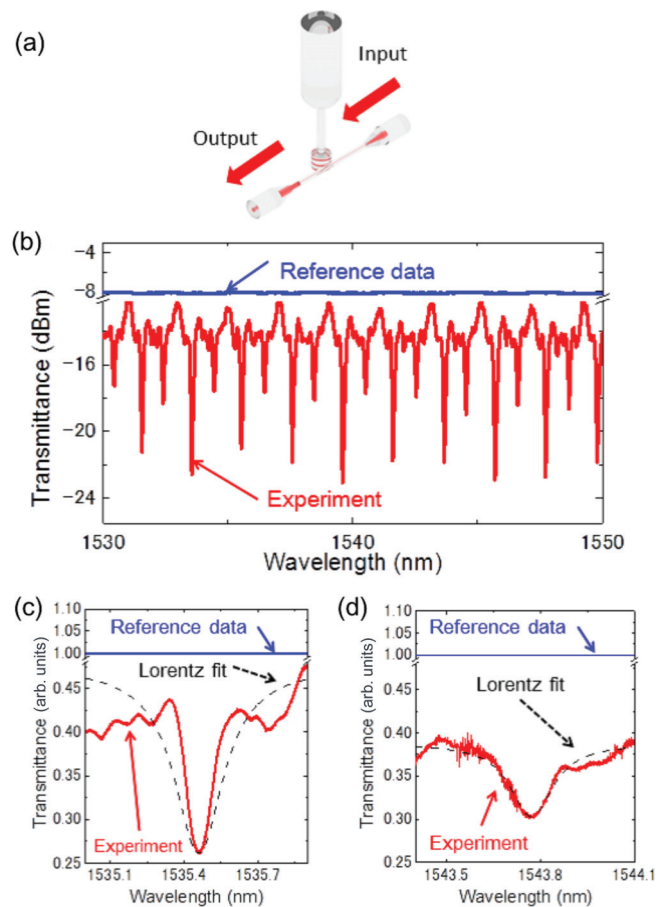 (a)
Input
Output
(b)
−4
−8
−16
−20
−24
Transmittance (dBm)
Reference data
Experiment
1530
1540
1550
Wavelength (nm)
(c)
1.10
1.05
1.00
0.45
0.40
0.35
0.30
0.25
Transmittance (arb. units)
Reference data
Lorentz fit
Experiment
1535.1
1535.4
1535.7
Wavelength (nm)
(d)
1.10
1.05
1.00
0.45
0.40
0.35
0.30
0.25
Transmittance (arb. units)
Reference data
Lorentz fit
Experiment
1543.5
1543.8
1544.1
Wavelength (nm)